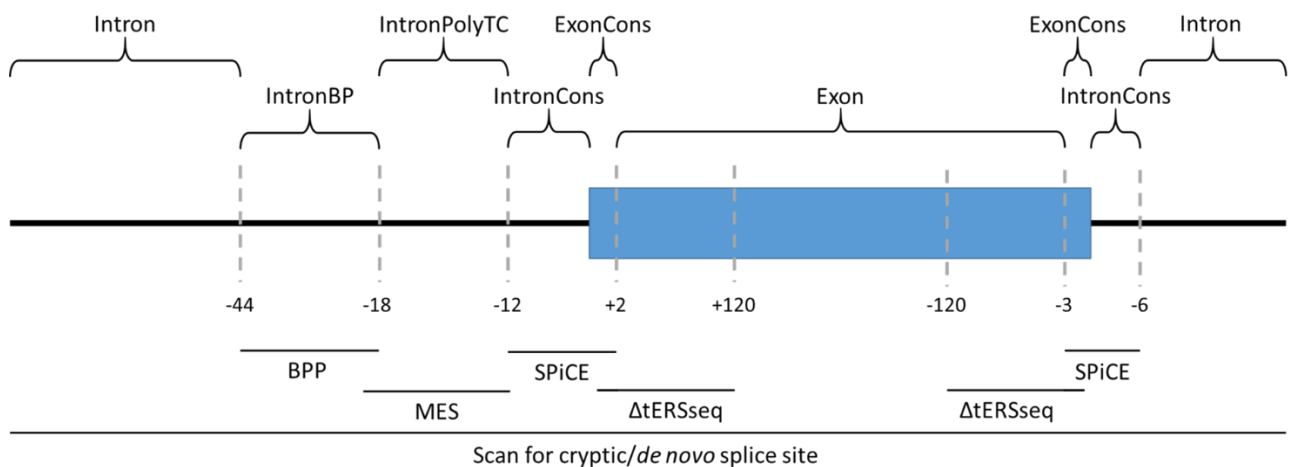 Intron IntronPolyTC ExonCons ExonCons Intron
IntronBP IntronCons Exon IntronCons
-44 -18 -12 +2 +120 -120 -3 -6
BPP SPiCE SPiCE
MES ΔtERSseq ΔtERSseq
Scan for cryptic/de novo splice site